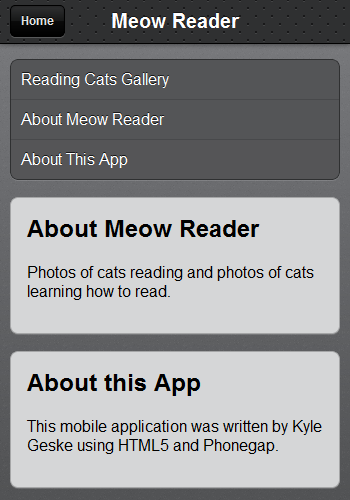 Home
Meow Reader
Reading Cats Gallery
About Meow Reader
About This App
About Meow Reader
Photos of cats reading and photos of cats
learning how to read.
About this App
This mobile application was written by Kyle
Geske using HTML5 and Phonegap.